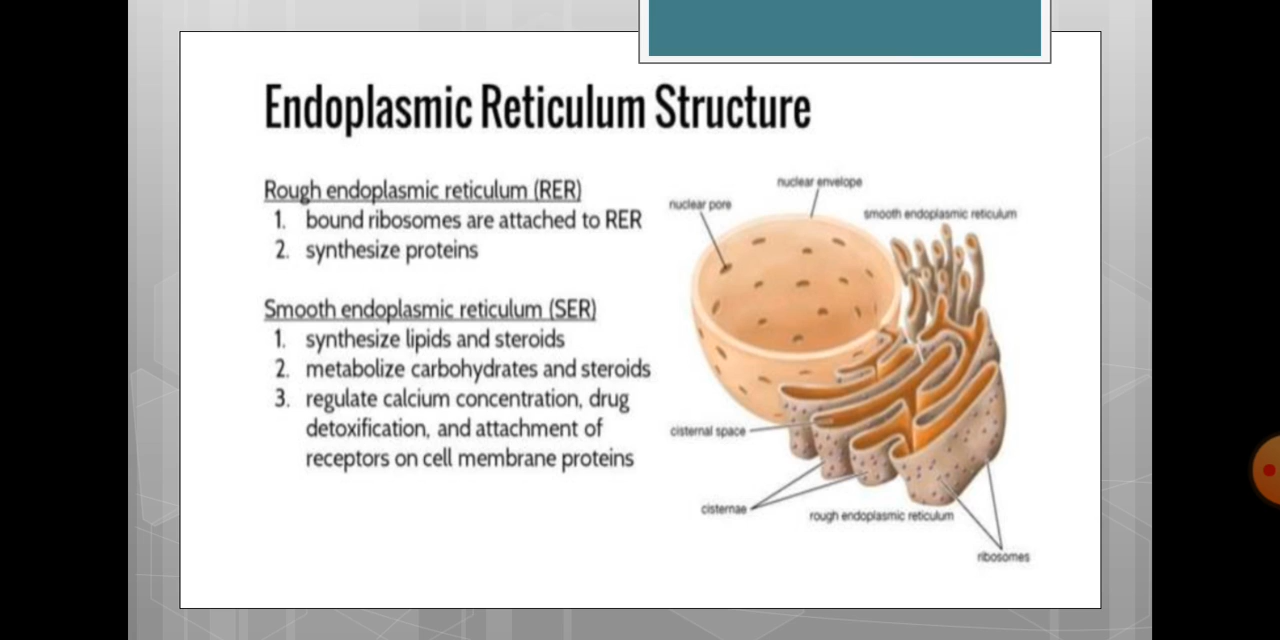 Endoplasmic Reticulum Structure
Rough endoplasmic reticulum (RER)
1. bound ribosomes are attached to RER
2. synthesize proteins
Smooth endoplasmic reticulum (SER)
1. synthesize lipids and steroids
2. metabolize carbohydrates and steroids
3. regulate calcium concentration, drug
detoxification, and attachment of
receptors on cell membrane proteins
nuclear envelope
nuclear pore
smooth endoplasmic reticulum
cisternal space
cisternae
rough endoplasmic reticulum
ribosomes